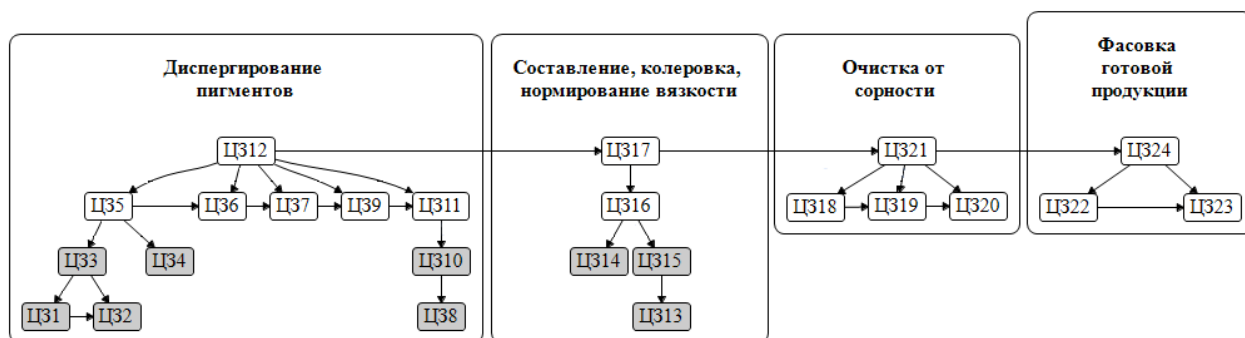 Диспергирование
пигментов
ЦЗ12
ЦЗ5
ЦЗ6
ЦЗ7
ЦЗ9
ЦЗ11
ЦЗ3
ЦЗ4
ЦЗ10
ЦЗ1
ЦЗ2
ЦЗ8
Составление, колеровка,
нормирование вязкости
ЦЗ17
ЦЗ16
ЦЗ14
ЦЗ15
ЦЗ13
Очистка от
сорности
ЦЗ21
ЦЗ18
ЦЗ19
ЦЗ20
Фасовка
готовой
продукции
ЦЗ24
ЦЗ22
ЦЗ23